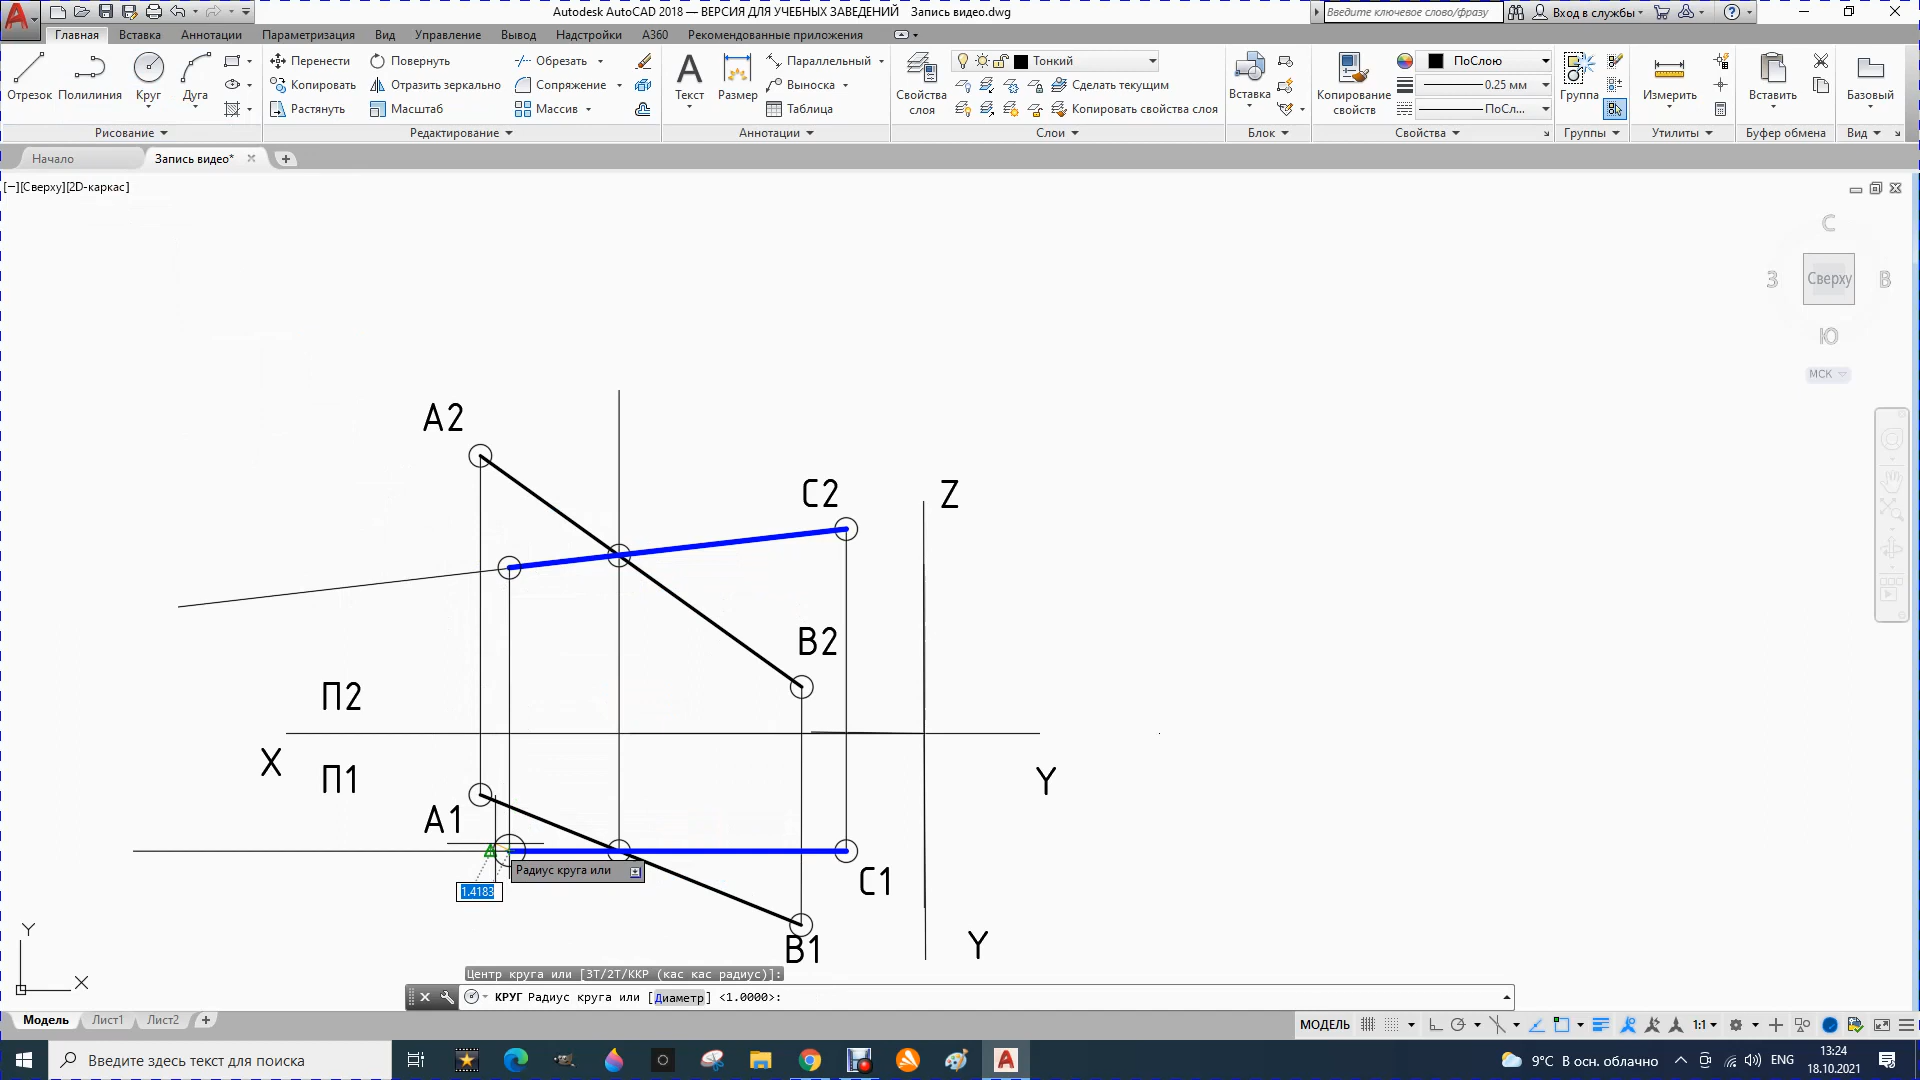 Autodesk AutoCAD 2018 — ВЕРСИЯ ДЛЯ УЧЕБНЫХ ЗАВЕДЕНИЙ Запись видео.dwg
Введите ключевое слово/фразу
Вход в службы
Главная Вставка Аннотации Параметризация Вид Управление Вывод Надстройки A360 Рекомендованные приложения
Отрезок Полилиния Круг Дуга
Перенести Повернуть Обрезать
Копировать Отразить зеркально Сопряжение
Растянуть Масштаб Массив
Текст Размер
Параллельный
Выноска
Таблица
Свойства слоя
Тонкий
Сделать текущим
Копировать свойства слоя
Вставка
Копирование свойств
ПоСлою
0.25 мм
ПоСл...
Группа
Измерить
Вставить
Базовый
Рисование Редактирование Аннотации Слои Блок Свойства Группы Утилиты Буфер обмена Вид
Начало Запись видео*
[−][Сверху][2D-каркас]
С
З Сверху В
Ю
МСК
A2
C2 Z
B2
П2
X П1 Y
A1
Радиус круга или
1.4183
C1
B1 Y
Y
X
Центр круга или [3Т/2Т/ККР (кас кас радиус)]:
КРУГ Радиус круга или [Диаметр] <1.0000>:
Модель Лист1 Лист2
МОДЕЛЬ 1:1
Введите здесь текст для поиска
9°C В осн. облачно
ENG
13:24
18.10.2021